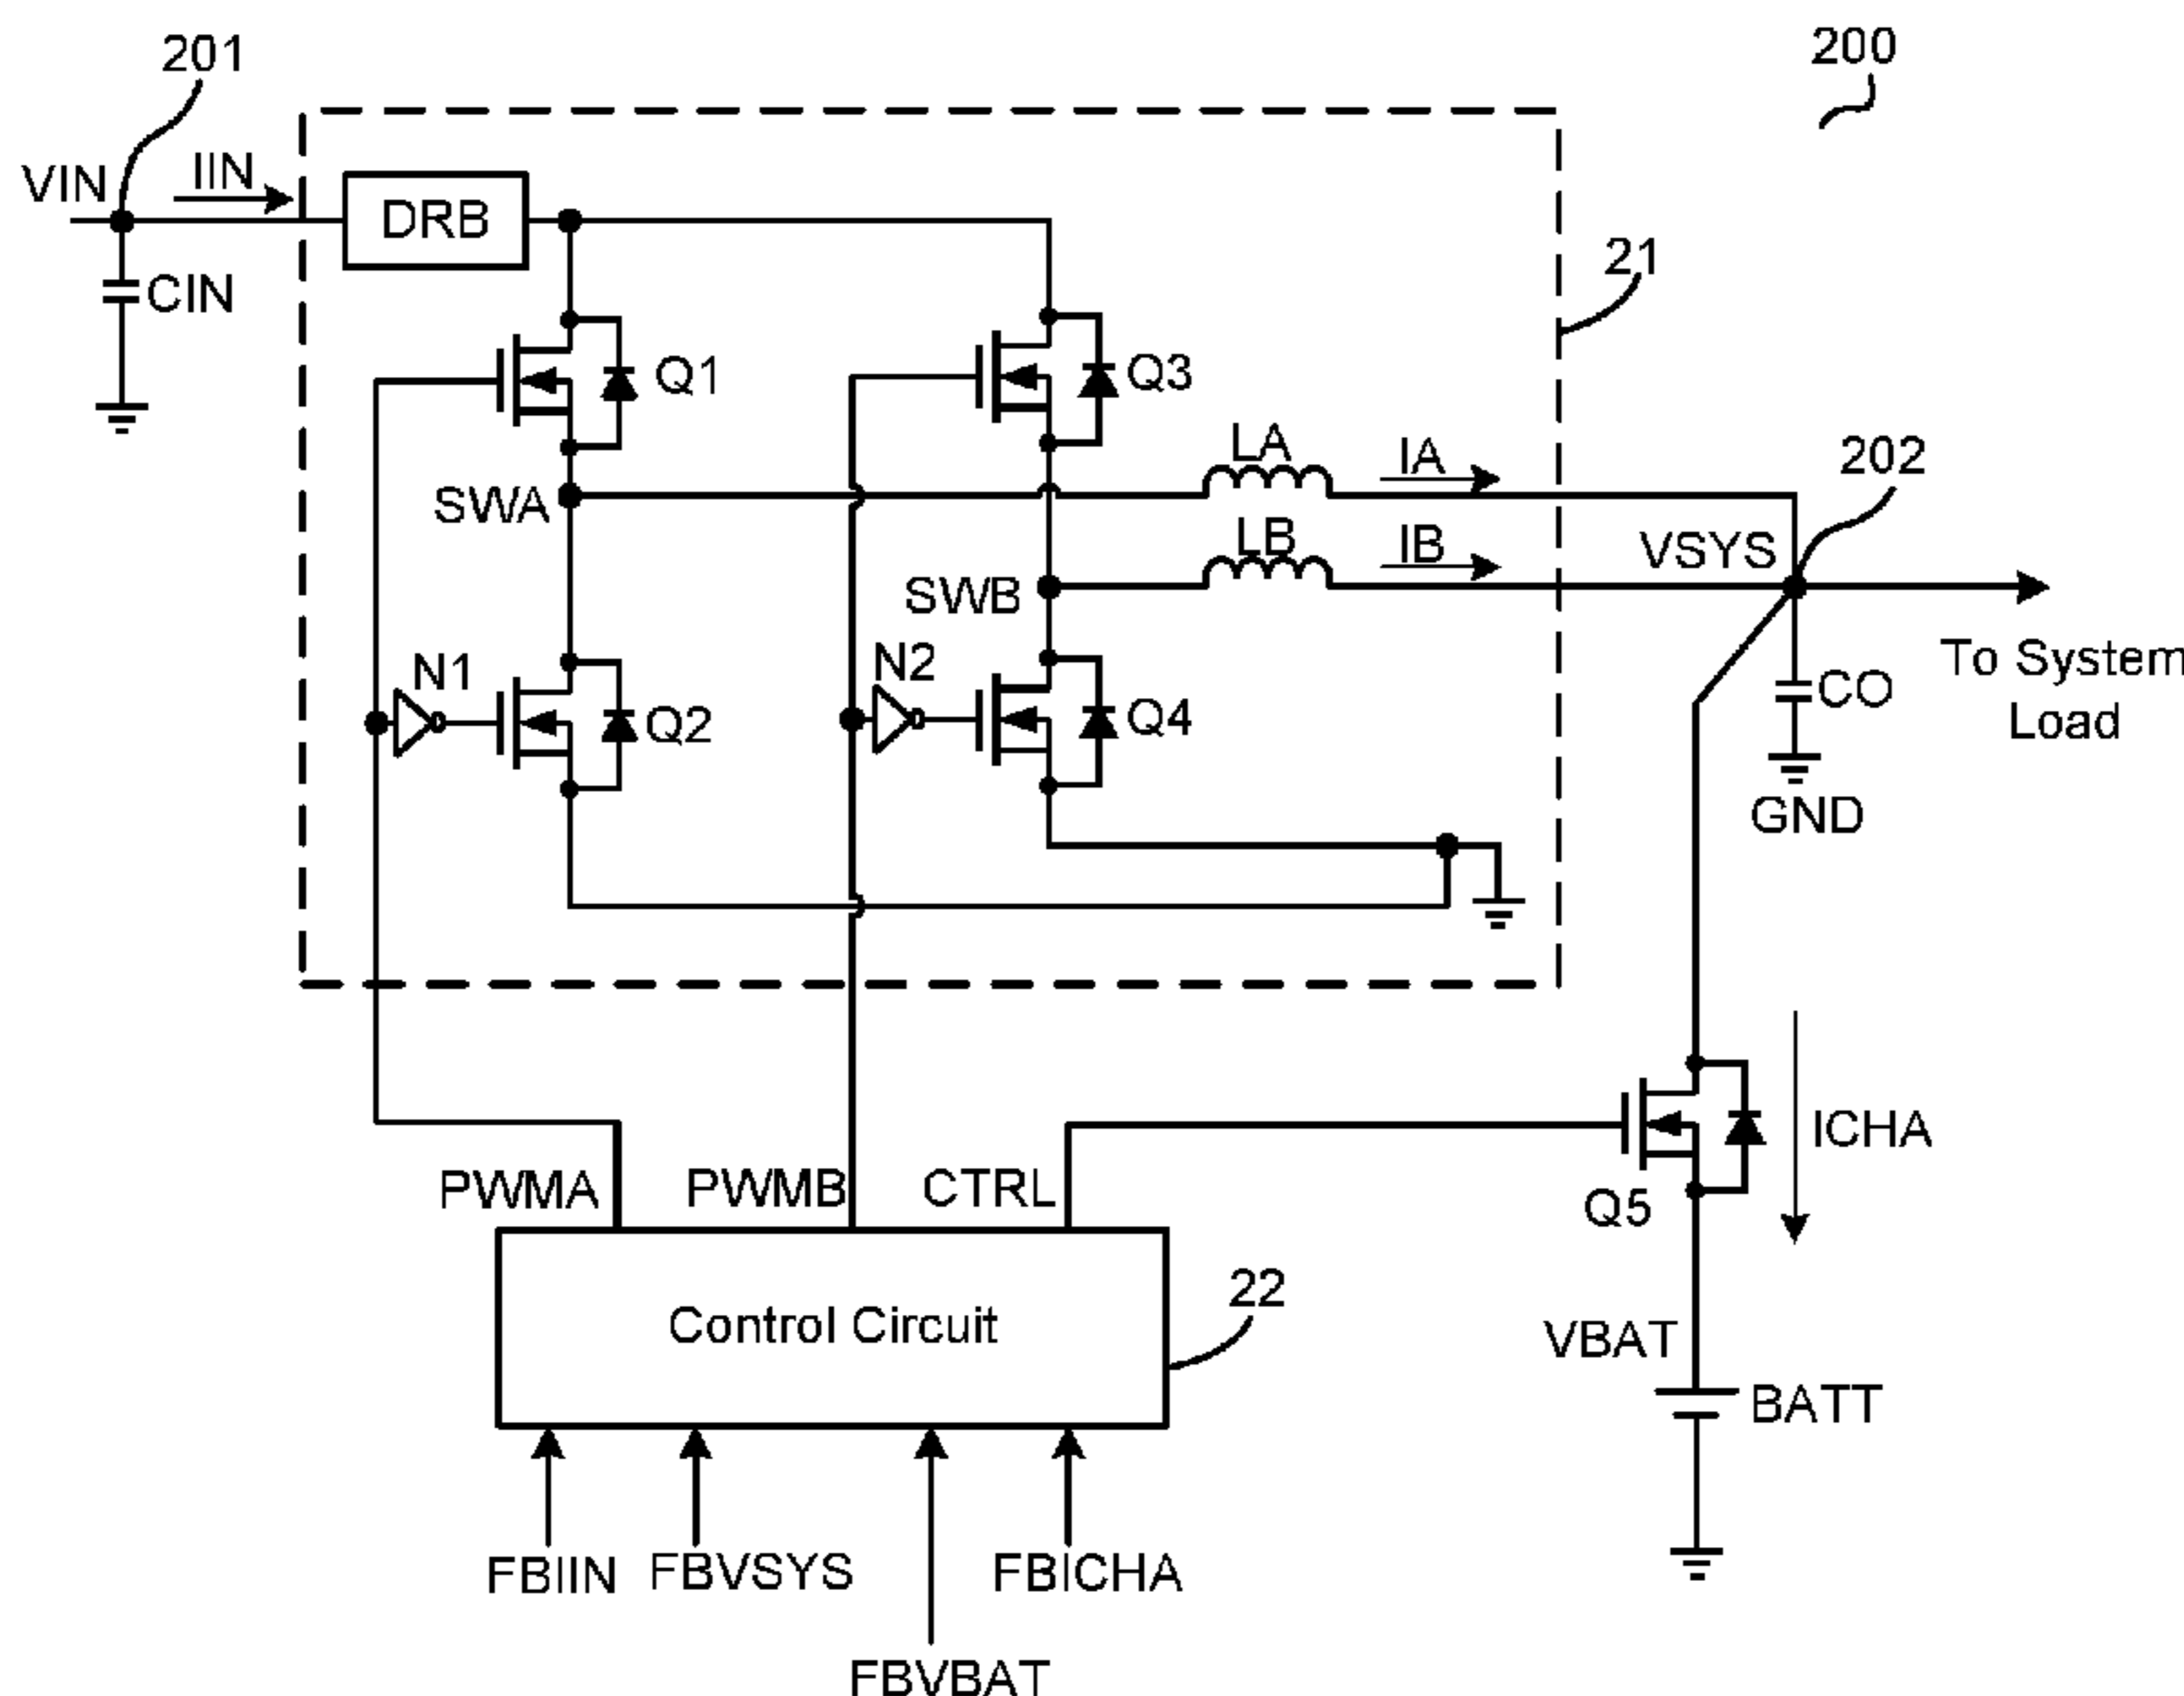 201
200
VIN
IIN
DRB
21
CIN
Q1
Q3
LA
IA
202
SWA
LB
IB
VSYS
SWB
N1
N2
To System
Load
Q2
Q4
CO
GND
ICHA
PWMA
PWMB
CTRL
Q5
Control Circuit
22
VBAT
BATT
FBIIN
FBVSYS
FBICHA
FBVBAT